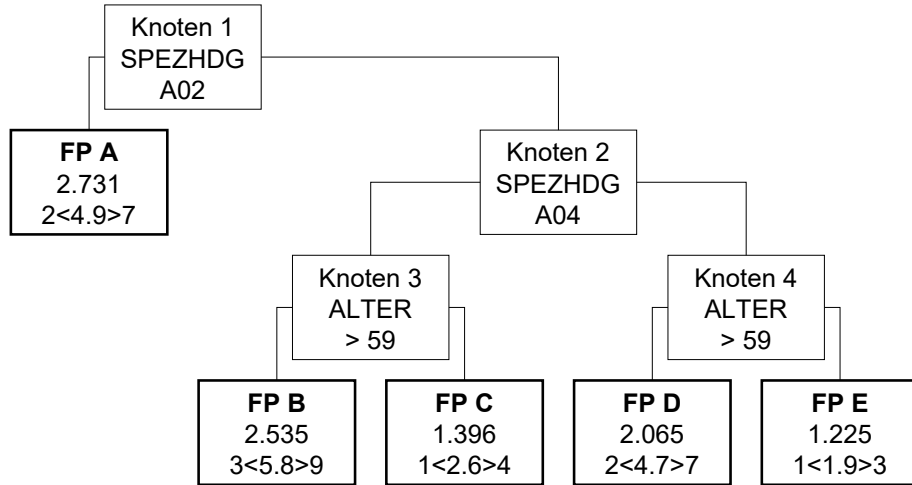 Knoten 1
SPEZHDG
A02
FP A
2.731
2<4.9>7
Knoten 2
SPEZHDG
A04
Knoten 3
ALTER
> 59
Knoten 4
ALTER
> 59
FP B
2.535
3<5.8>9
FP C
1.396
1<2.6>4
FP D
2.065
2<4.7>7
FP E
1.225
1<1.9>3